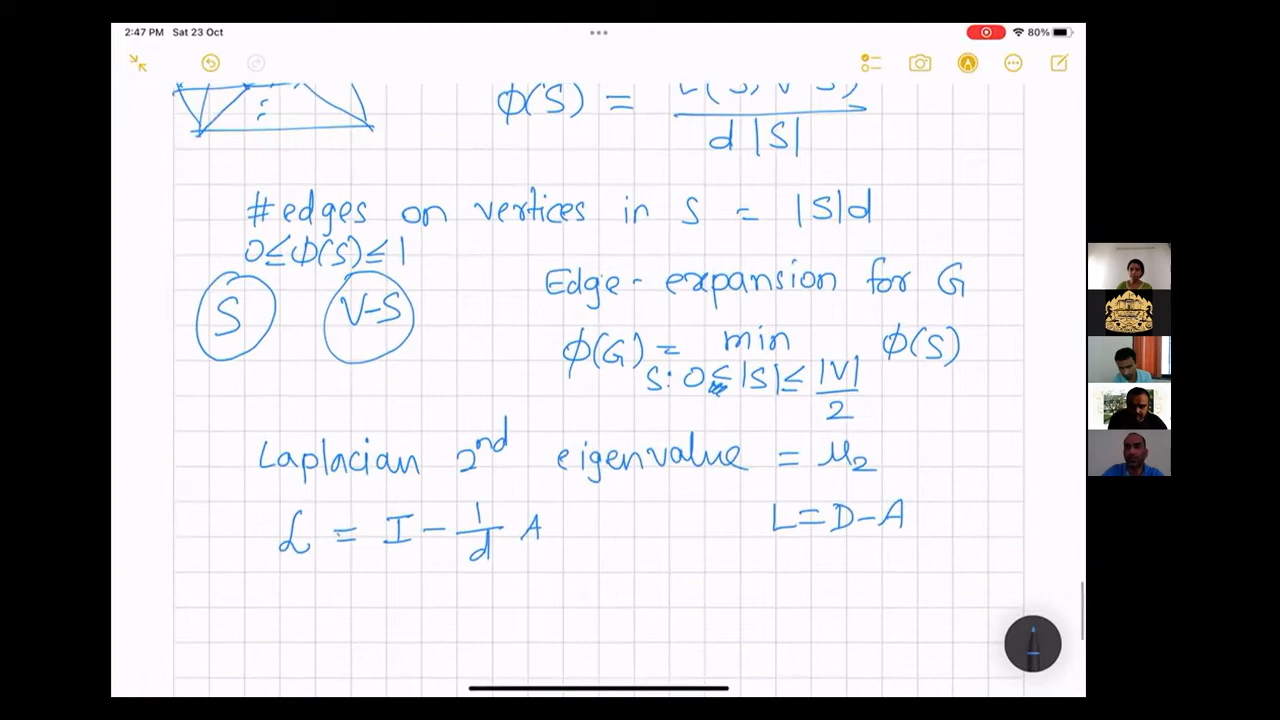 2:47 PM Sat 23 Oct
80%
ϕ(S) =
d |S|
#edges on vertices in S = |S|d
0≤ϕ(S)≤1
S V-S
Edge-expansion for G
ϕ(G) = min ϕ(S)
S: 0≤|S|≤ |V|/2
Laplacian 2nd eigenvalue = μ2
ℒ = I - 1/d A
L=D-A